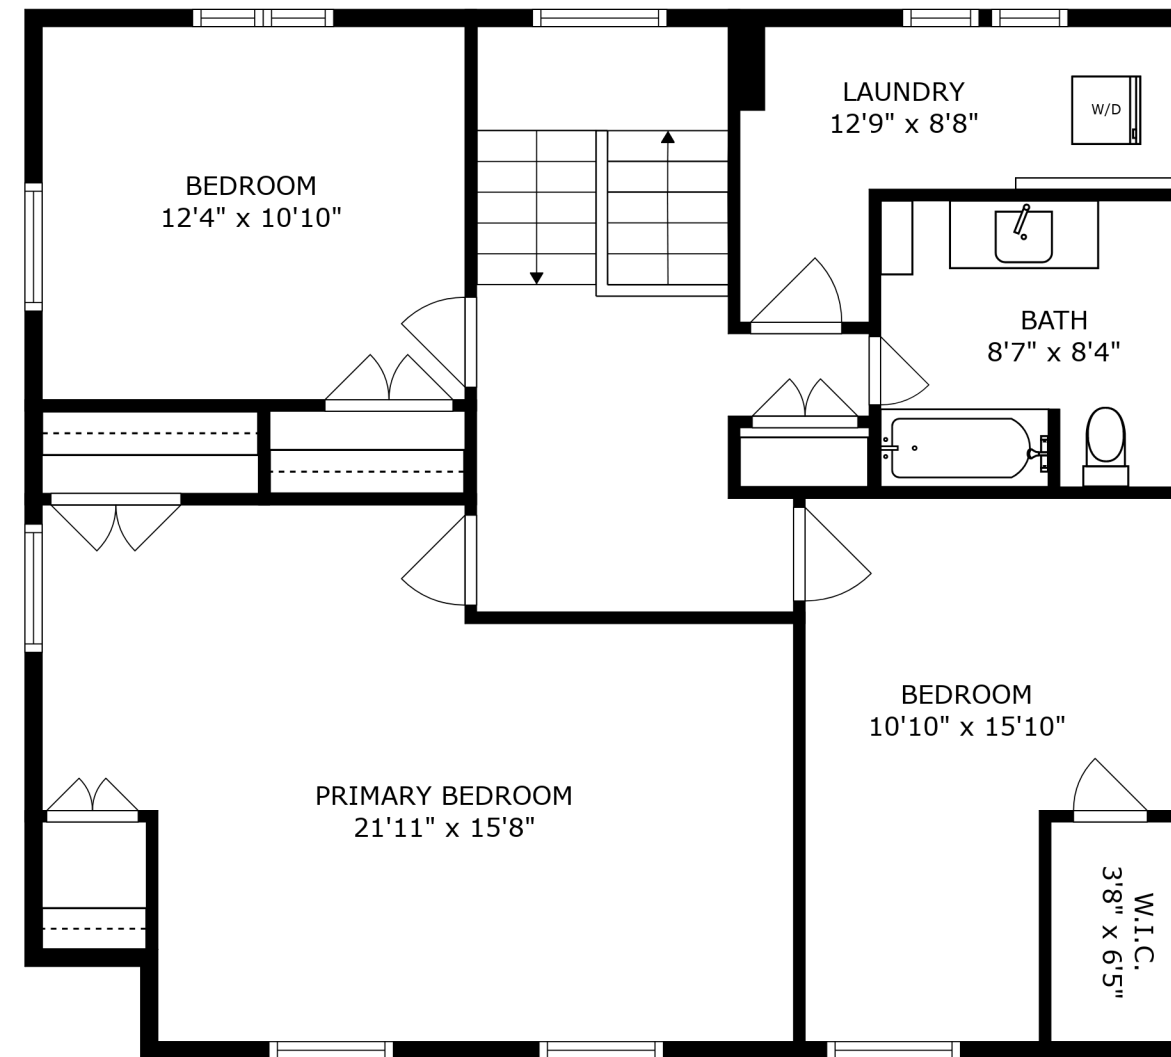 LAUNDRY
12'9" x 8'8"
W/D
BEDROOM
12'4" x 10'10"
BATH
8'7" x 8'4"
BEDROOM
10'10" x 15'10"
PRIMARY BEDROOM
21'11" x 15'8"
W.I.C.
3'8" x 6'5"